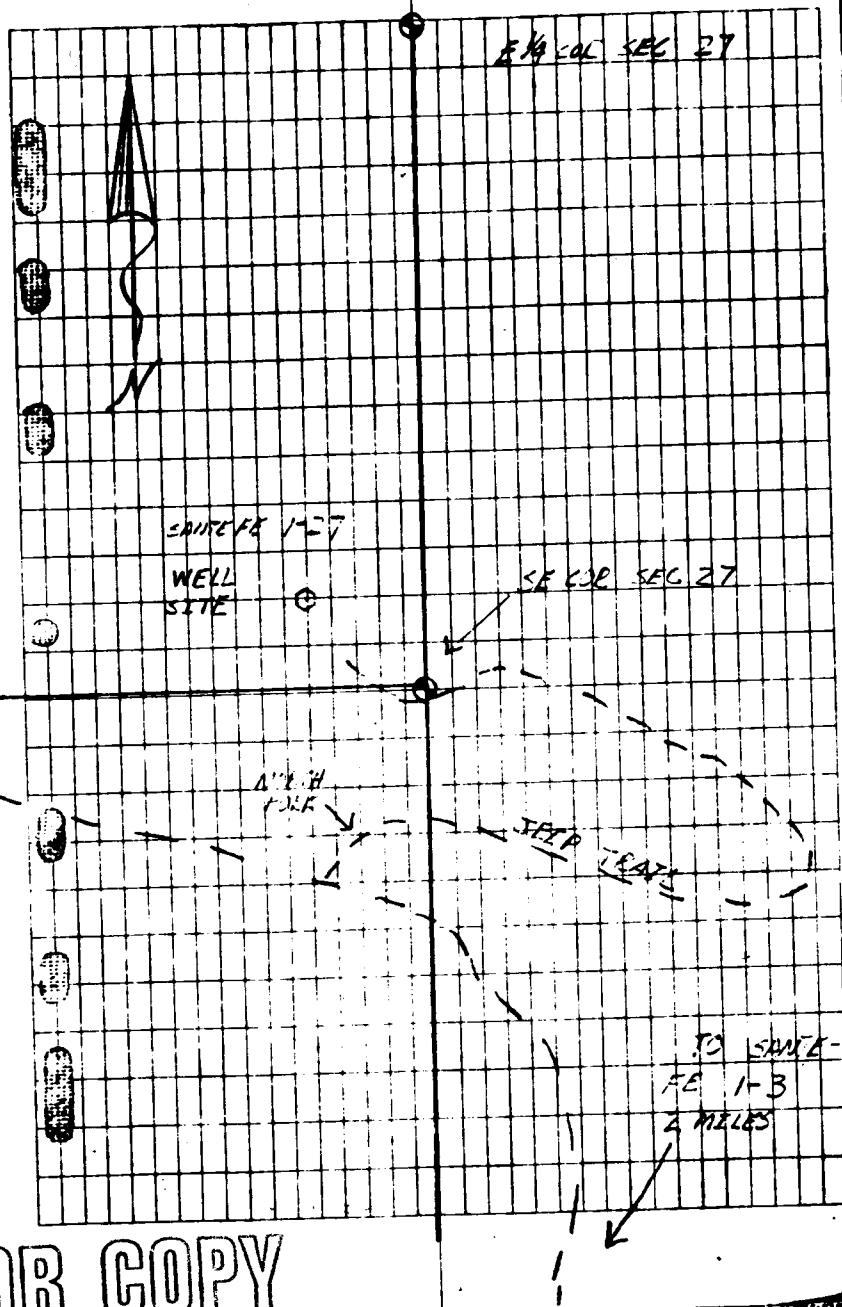 E 1/4 COR SEC 27
N
SANTE FE 1-27
WELL
SITE
SE COR SEC 27
JEEP TRAIL
TO SANTE-
FE 1-3
2 MILES
OR COPY